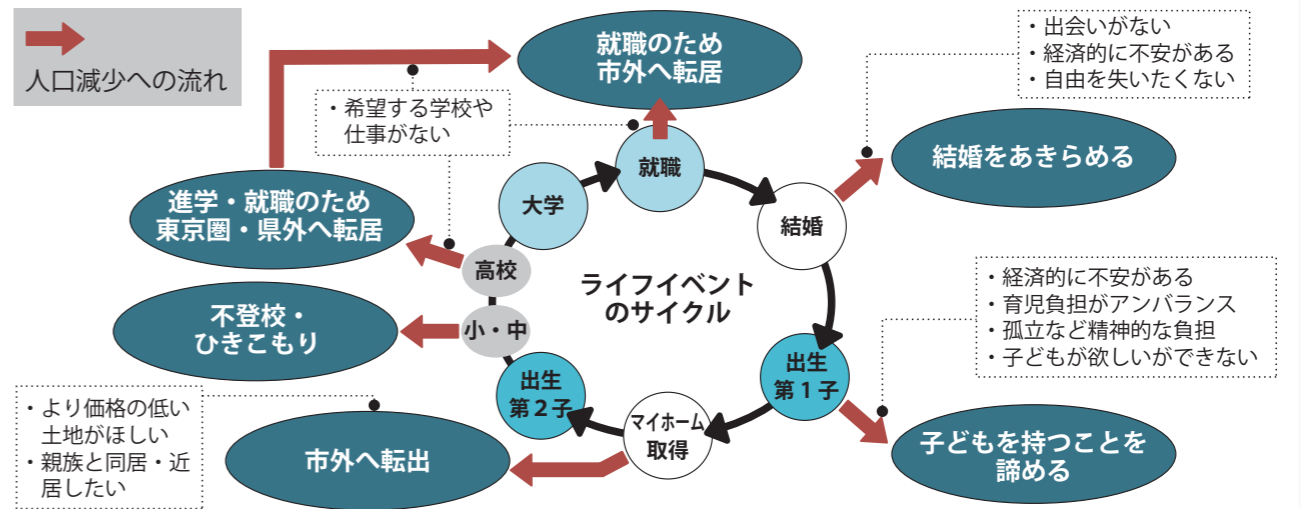 人口減少への流れ
就職のため
市外へ転居
・出会いがない
・経済的に不安がある
・自由を失いたくない
・希望する学校や
仕事がない
結婚をあきらめる
進学・就職のため
東京圏・県外へ転居
大学
就職
結婚
高校
ライフイベント
のサイクル
・経済的に不安がある
・育児負担がアンバランス
・孤立など精神的な負担
・子どもが欲しいができない
不登校・
ひきこもり
小・中
出生
第1子
出生
第2子
・より価格の低い
土地がほしい
・親族と同居・近
居したい
市外へ転出
マイホーム
取得
子どもを持つことを
諦める